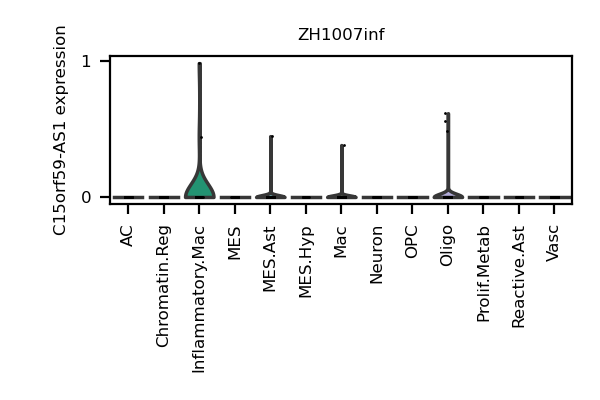 ZH1007inf
C15orf59-AS1 expression
1
0
AC
Chromatin.Reg
Inflammatory.Mac
MES
MES.Ast
MES.Hyp
Mac
Neuron
OPC
Oligo
Prolif.Metab
Reactive.Ast
Vasc